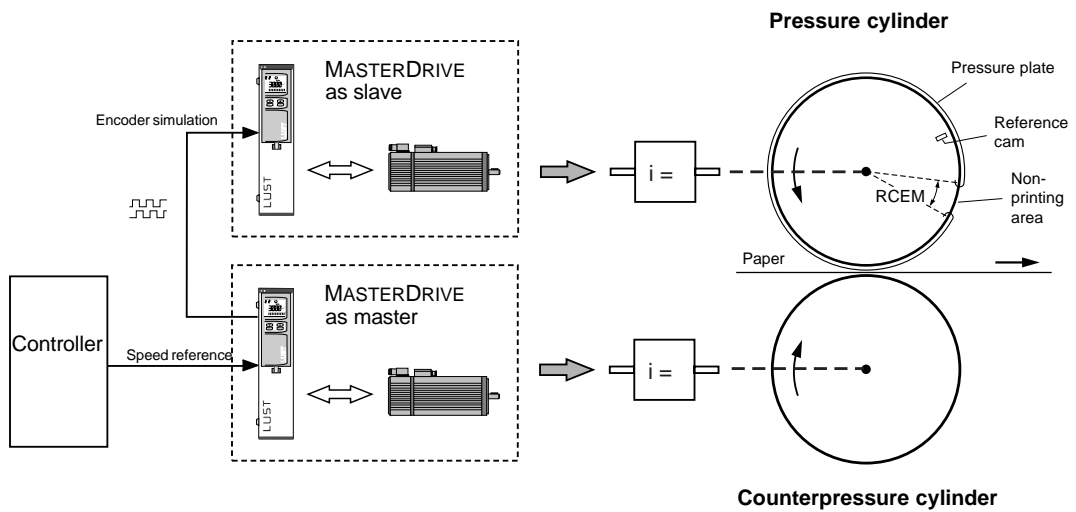 Pressure cylinder
MASTERDRIVE
as slave
Pressure plate
Encoder simulation
Reference
cam
LUST
i =
RCEM
Non-
printing
area
Paper
MASTERDRIVE
as master
Controller
Speed reference
LUST
i =
Counterpressure cylinder